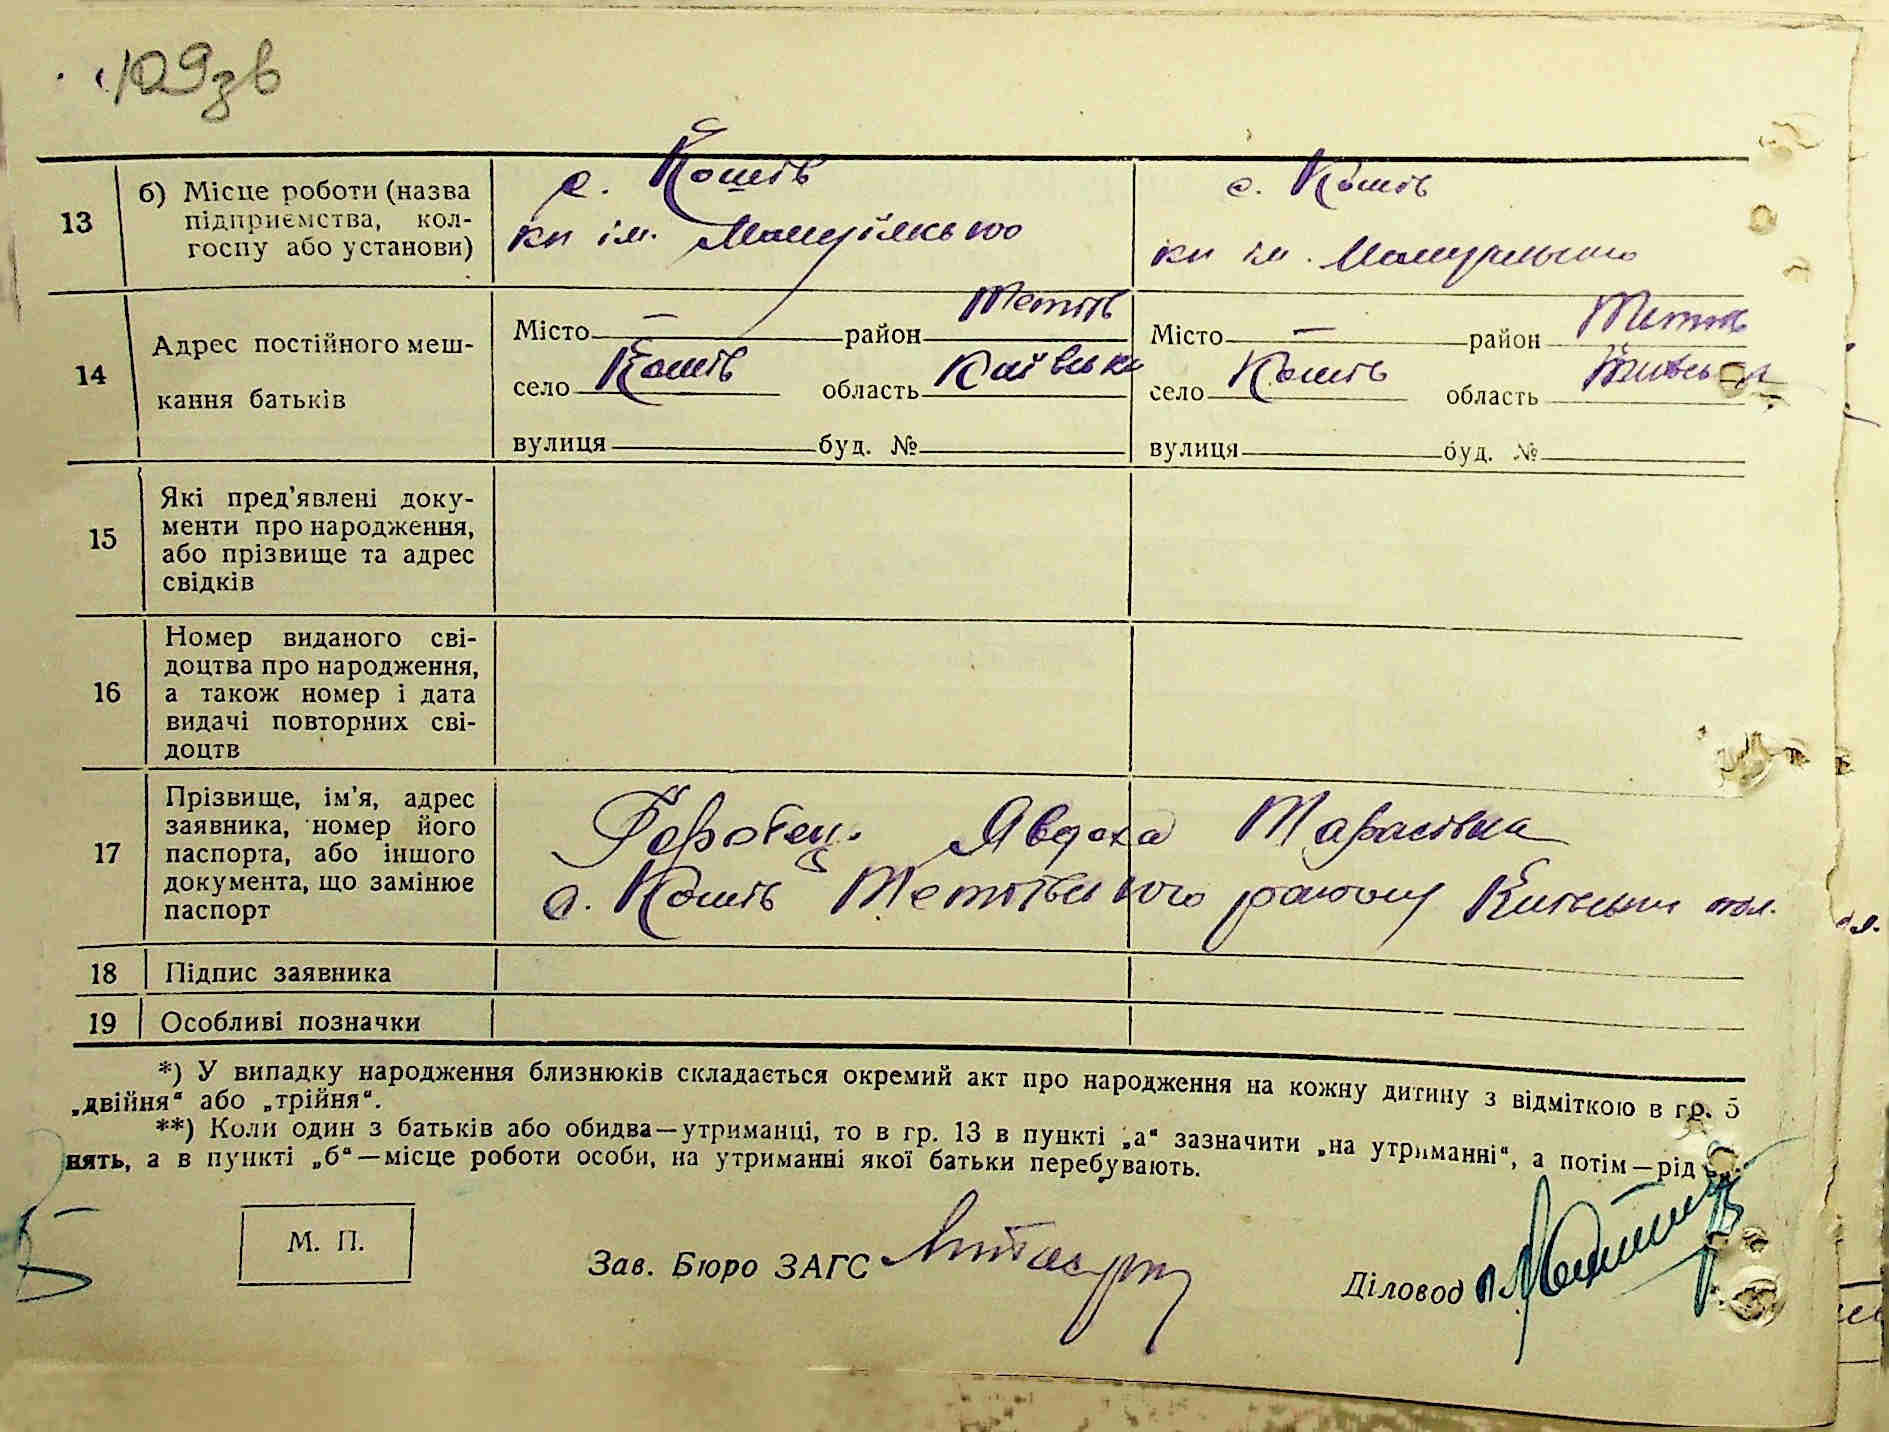 109зв
13
б) Місце роботи (назва
підприємства, кол-
госпу або установи)
с. Кошів
кн ім. Мануїльського
с. Кошів
кн ім. Мануїльського
14
Адрес постійного меш-
кання батьків
Місто — район Тетіїв
село Кошів область Київська
вулиця буд. №
Місто — район Тетіїв
село Кошів область Київська
вулиця буд. №
15
Які пред'явлені доку-
менти про народження,
або прізвище та адрес
свідків
16
Номер виданого сві-
доцтва про народження,
а також номер і дата
видачі повторних сві-
доцтв
17
Прізвище, ім'я, адрес
заявника, номер його
паспорта, або іншого
документа, що замінює
паспорт
Явдоха Тарасівна
с. Кошів Тетіївського району Київськи обл.
18 Підпис заявника
19 Особливі позначки
*) У випадку народження близнюків складається окремий акт про народження на кожну дитину з відміткою в гр. 5
„двійня“ або „трійня“.
**) Коли один з батьків або обидва—утриманці, то в гр. 13 в пункті „а“ зазначити „на утриманні“, а потім—рід
нять, а в пункті „б“—місце роботи особи, на утриманні якої батьки перебувають.
М. П.
Зав. Бюро ЗАГС
Діловод